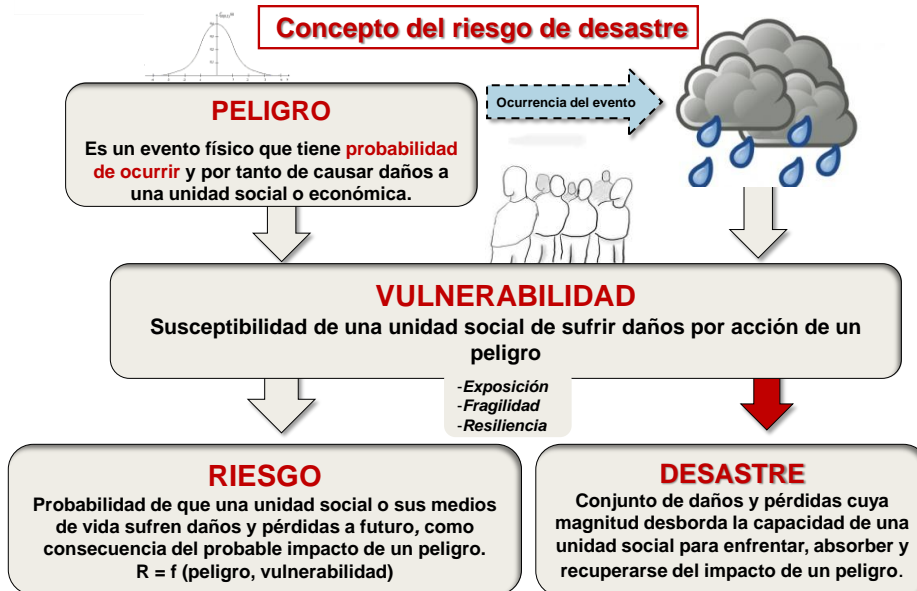 Concepto del riesgo de desastre
PELIGRO
Es un evento físico que tiene probabilidad
de ocurrir y por tanto de causar daños a
una unidad social o económica.
Ocurrencia del evento
VULNERABILIDAD
Susceptibilidad de una unidad social de sufrir daños por acción de un
peligro
-Exposición
-Fragilidad
-Resiliencia
RIESGO
Probabilidad de que una unidad social o sus medios
de vida sufren daños y pérdidas a futuro, como
consecuencia del probable impacto de un peligro.
R = f (peligro, vulnerabilidad)
DESASTRE
Conjunto de daños y pérdidas cuya
magnitud desborda la capacidad de una
unidad social para enfrentar, absorber y
recuperarse del impacto de un peligro.